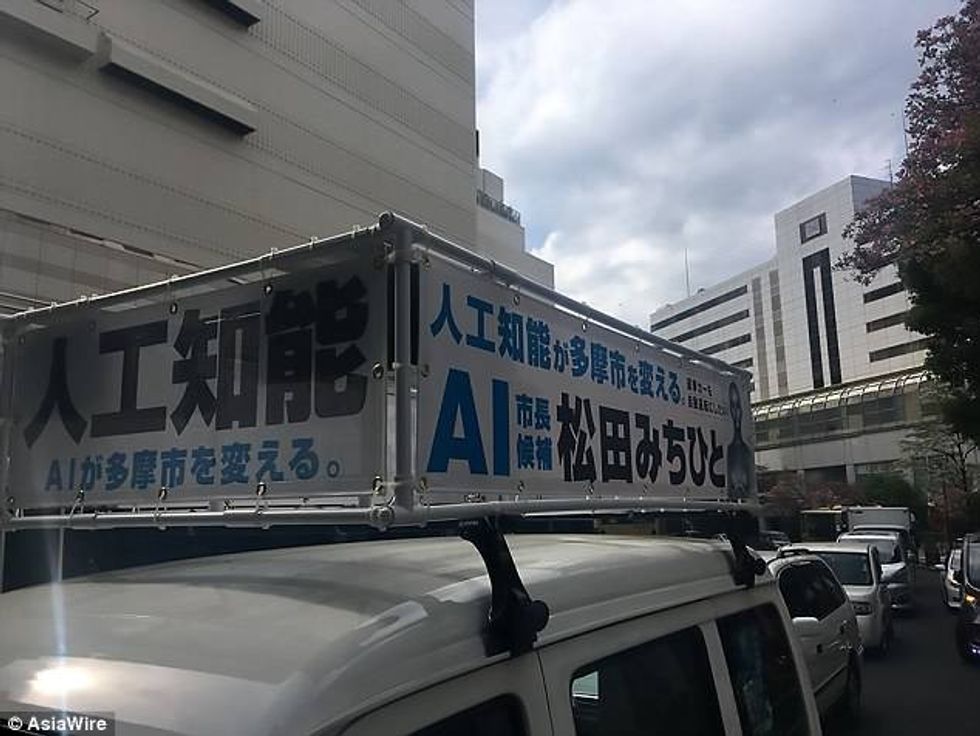 人工知能
AIが多摩市を変える。
人工知能が多摩市を変える。
AI
市長
候補
松田みちひと
© AsiaWire